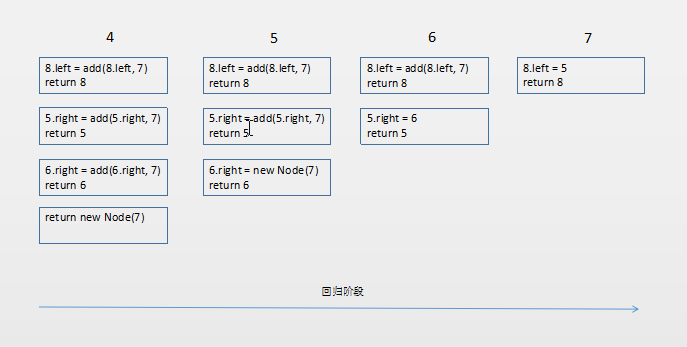 4 5 6 7
8.left = add(8.left, 7)
return 8
8.left = add(8.left, 7)
return 8
8.left = add(8.left, 7)
return 8
8.left = 5
return 8
5.right = add(5.right, 7)
return 5
5.right = add(5.right, 7)
return 5
5.right = 6
return 5
6.right = add(6.right, 7)
return 6
6.right = new Node(7)
return 6
return new Node(7)
回归阶段